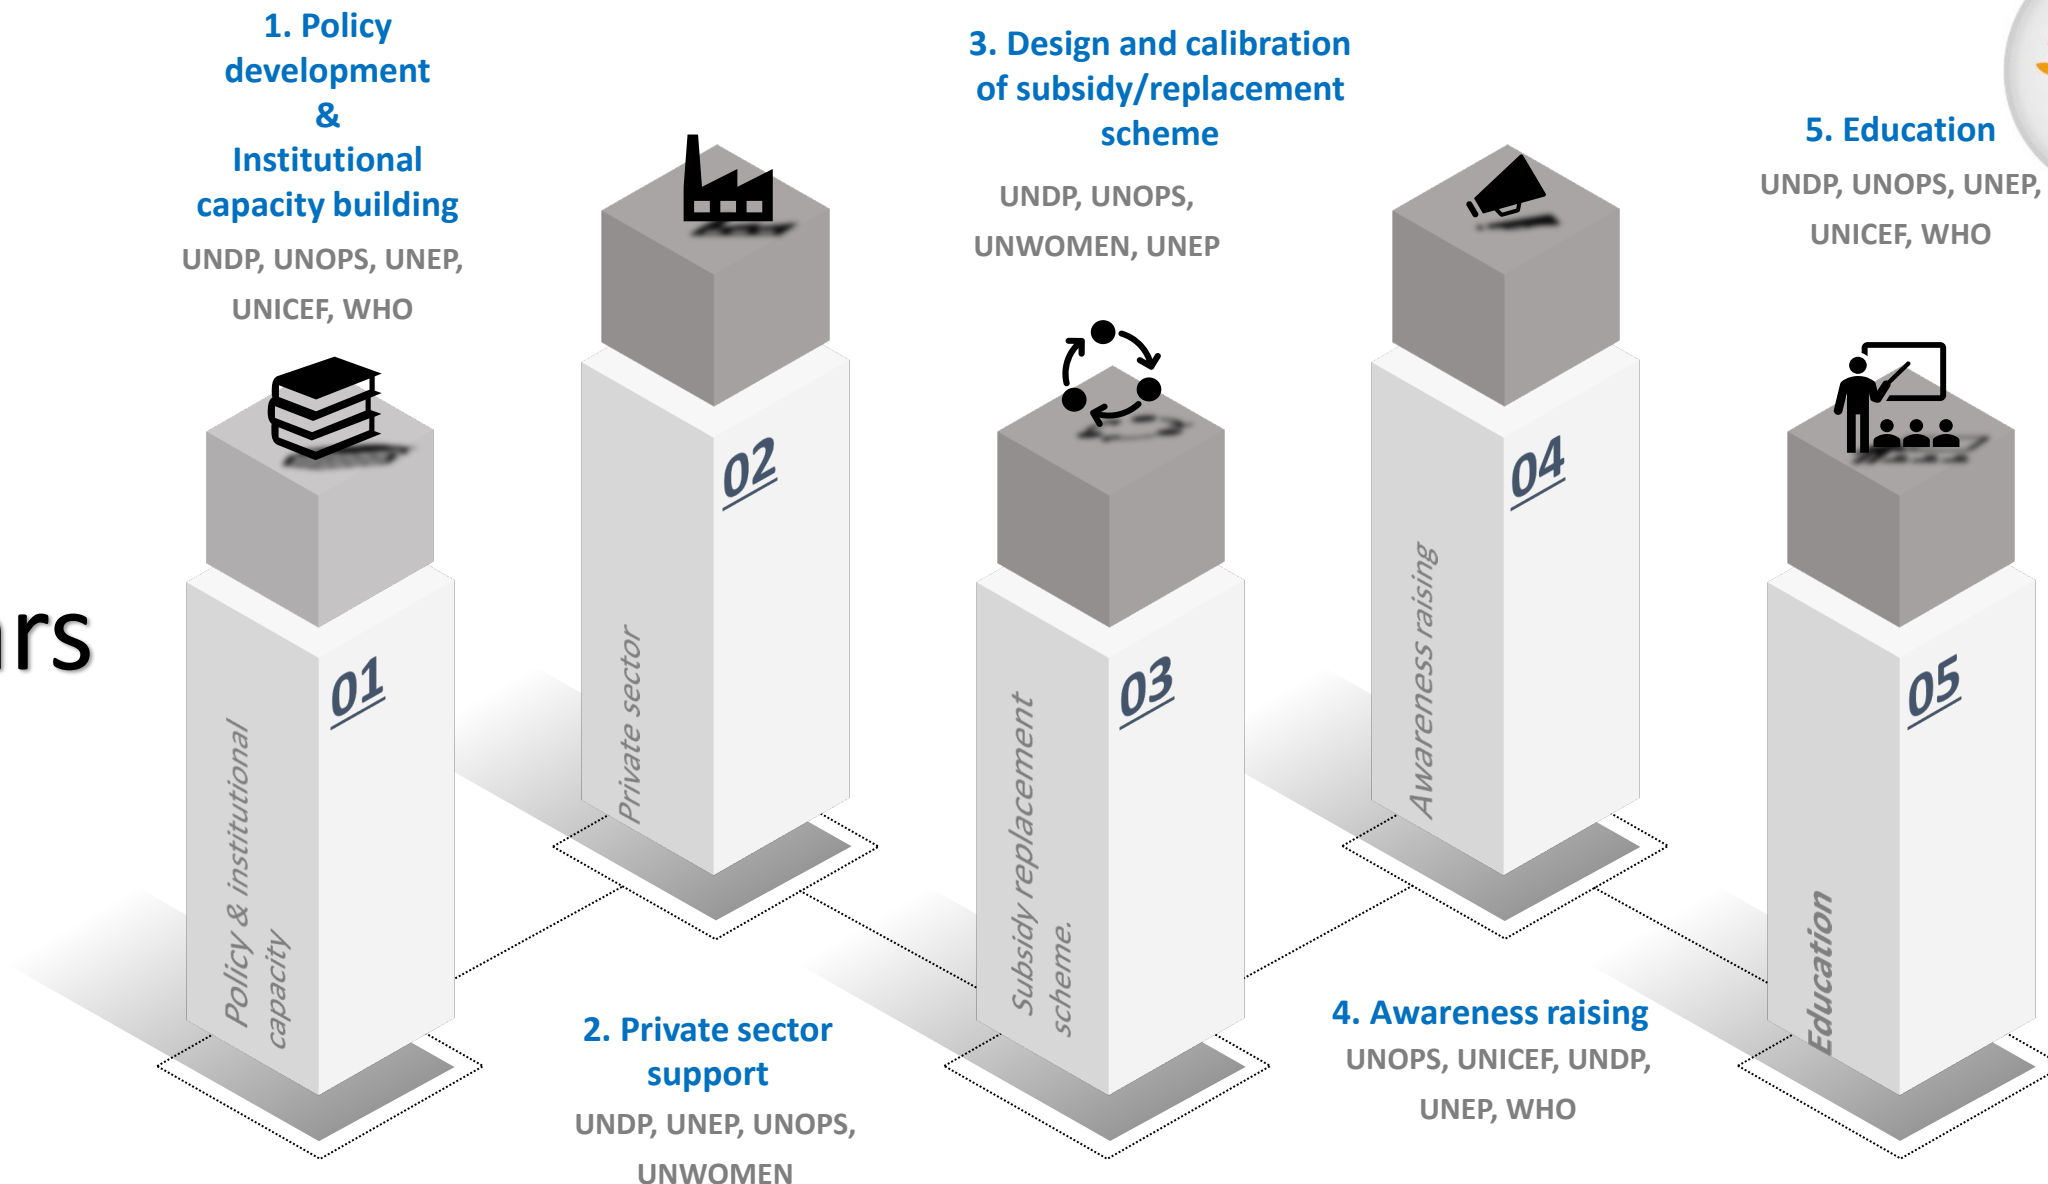 1. Policy
development
&
Institutional
capacity building
UNDP, UNOPS, UNEP,
UNICEF, WHO
3. Design and calibration
of subsidy/replacement
scheme
UNDP, UNOPS,
UNWOMEN, UNEP
5. Education
UNDP, UNOPS, UNEP,
UNICEF, WHO
rs
01
Policy & institutional
capacity
02
Private sector
03
Subsidy replacement
scheme.
04
Awareness raising
05
Education
2. Private sector
support
UNDP, UNEP, UNOPS,
UNWOMEN
4. Awareness raising
UNOPS, UNICEF, UNDP,
UNEP, WHO